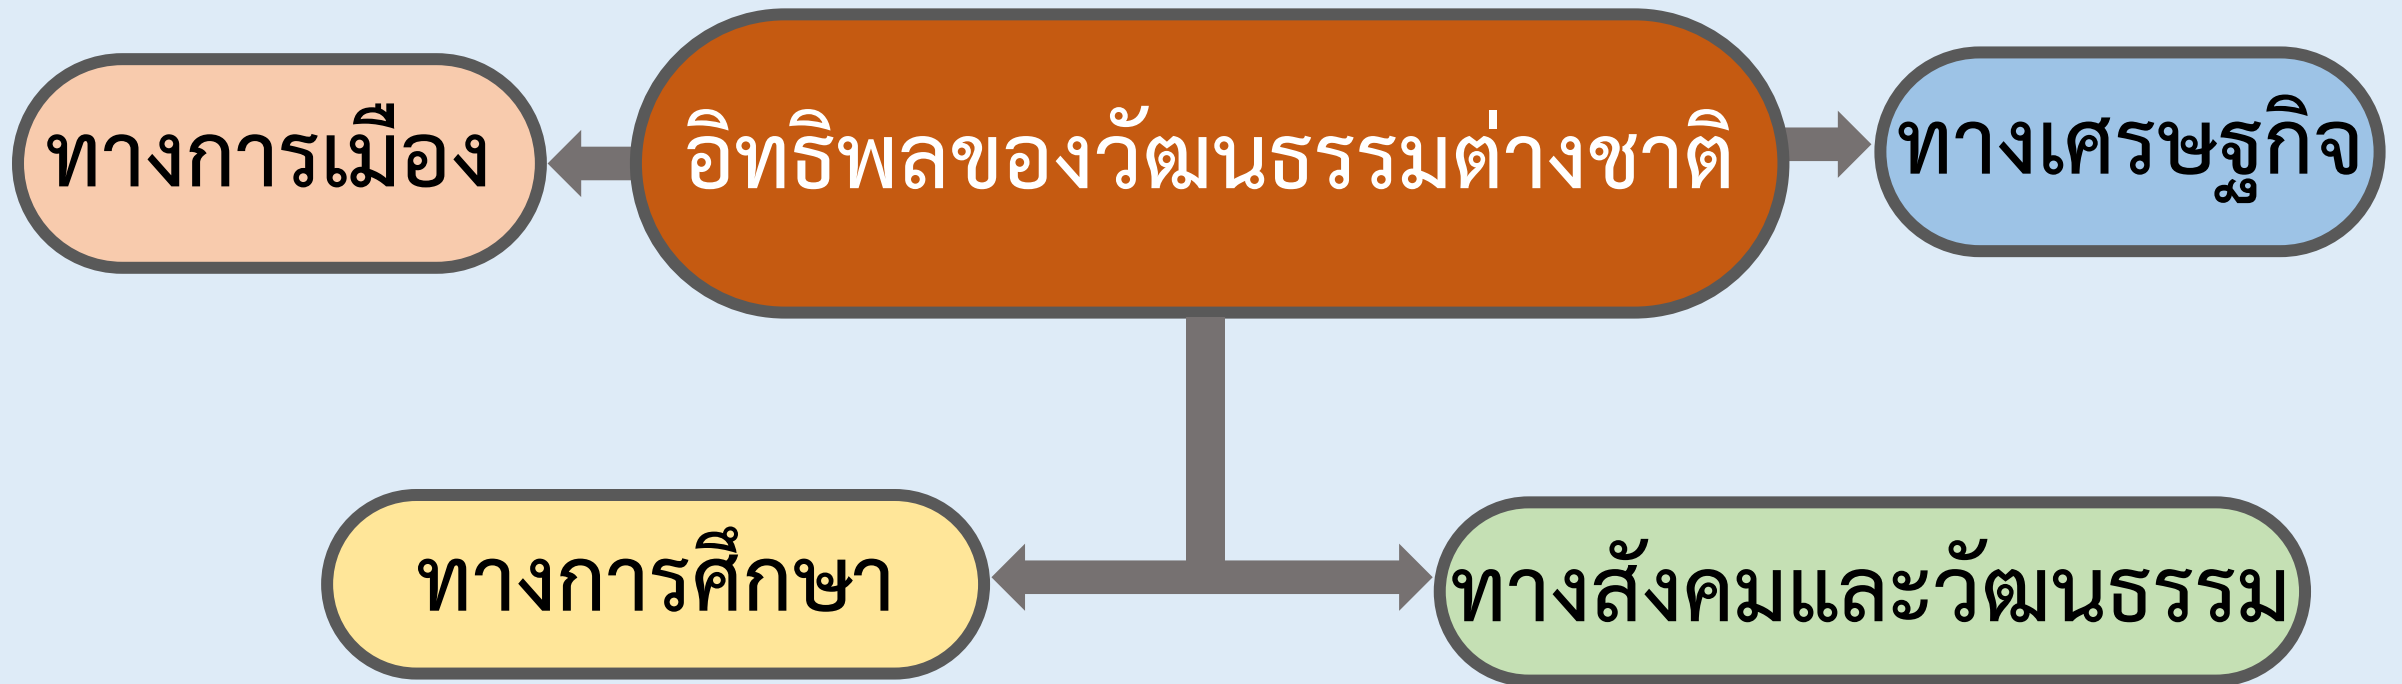 ทางการเมือง
อิทธิพลของวัฒนธรรมต่างชาติ
ทางเศรษฐกิจ
ทางการศึกษา
ทางสังคมและวัฒนธรรม